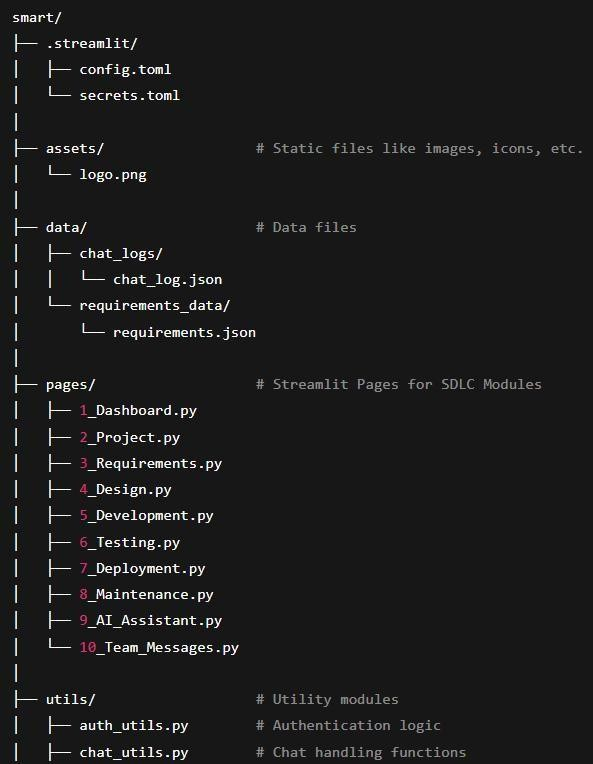 smart/
├── .streamlit/
│   ├── config.toml
│   └── secrets.toml
│
├── assets/                  # Static files like images, icons, etc.
│   └── logo.png
│
├── data/                    # Data files
│   ├── chat_logs/
│   │   └── chat_log.json
│   └── requirements_data/
│       └── requirements.json
│
├── pages/                   # Streamlit Pages for SDLC Modules
│   ├── 1_Dashboard.py
│   ├── 2_Project.py
│   ├── 3_Requirements.py
│   ├── 4_Design.py
│   ├── 5_Development.py
│   ├── 6_Testing.py
│   ├── 7_Deployment.py
│   ├── 8_Maintenance.py
│   ├── 9_AI_Assistant.py
│   └── 10_Team_Messages.py
│
├── utils/                   # Utility modules
│   ├── auth_utils.py        # Authentication logic
│   ├── chat_utils.py        # Chat handling functions